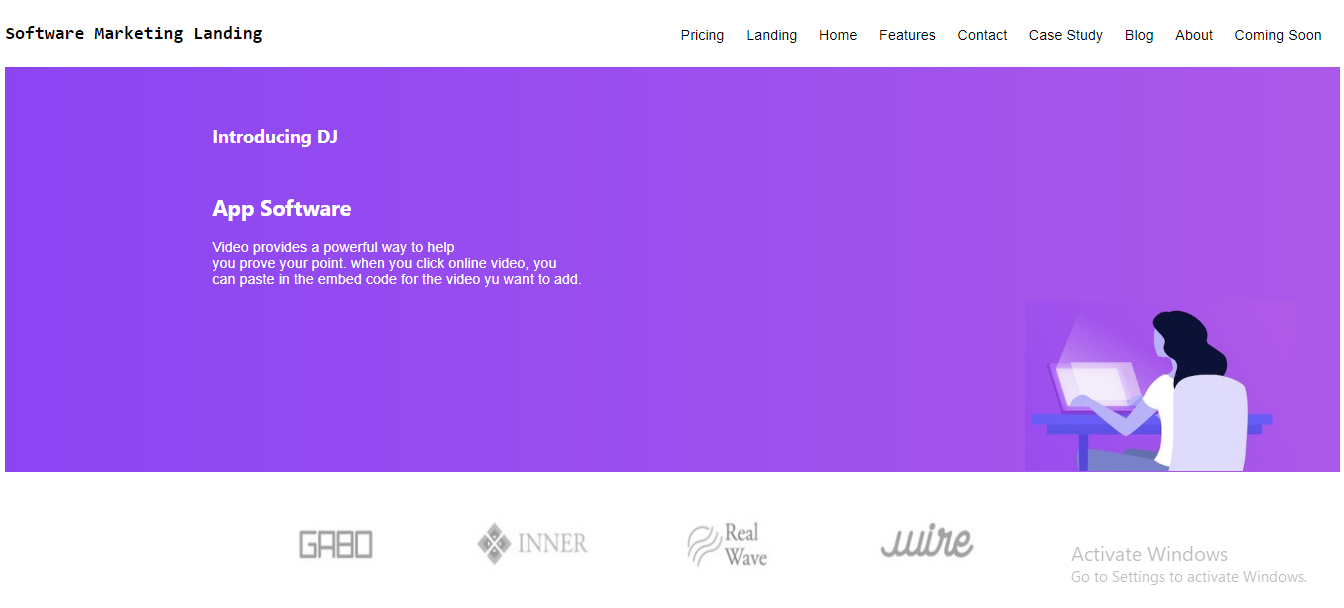 Software Marketing Landing
Pricing Landing Home Features Contact Case Study Blog About Coming Soon
Introducing DJ
App Software
Video provides a powerful way to help
you prove your point. when you click online video, you
can paste in the embed code for the video yu want to add.
GABO
INNER
Real
Wave
wire
Activate Windows
Go to Settings to activate Windows.